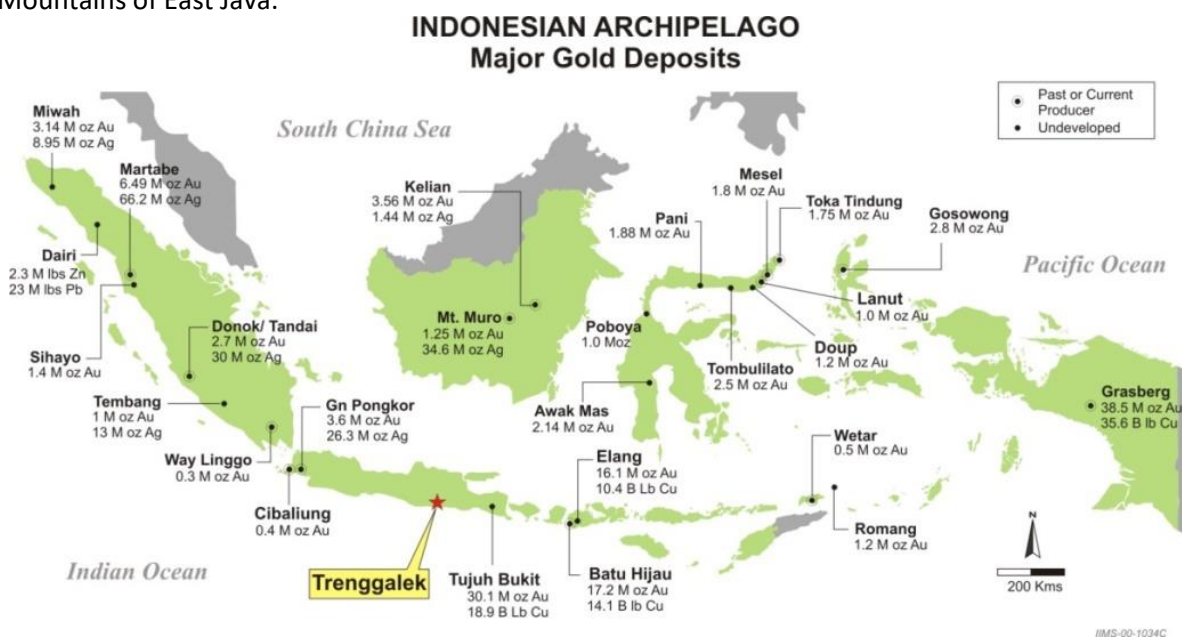 Mountains of East Java.
INDONESIAN ARCHIPELAGO
Major Gold Deposits
Past or Current
Producer
Undeveloped
South China Sea
Pacific Ocean
Indian Ocean
Miwah
3.14 M oz Au
8.95 M oz Ag
Martabe
6.49 M oz Au
66.2 M oz Ag
Dairi
2.3 M lbs Zn
23 M lbs Pb
Sihayo
1.4 M oz Au
Donok/ Tandai
2.7 M oz Au
30 M oz Ag
Tembang
1 M oz Au
13 M oz Ag
Way Linggo
0.3 M oz Au
Gn Pongkor
3.6 M oz Au
26.3 M oz Ag
Cibaliung
0.4 M oz Au
Kelian
3.56 M oz Au
1.44 M oz Ag
Mt. Muro
1.25 M oz Au
34.6 M oz Ag
Mesel
1.8 M oz Au
Pani
1.88 M oz Au
Toka Tindung
1.75 M oz Au
Gosowong
2.8 M oz Au
Lanut
1.0 M oz Au
Doup
1.2 M oz Au
Poboya
1.0 Moz
Tombulilato
2.5 M oz Au
Awak Mas
2.14 M oz Au
Grasberg
38.5 M oz Au
35.6 B lb Cu
Wetar
0.5 M oz Au
Romang
1.2 M oz Au
Elang
16.1 M oz Au
10.4 B Lb Cu
Batu Hijau
17.2 M oz Au
14.1 B lb Cu
Tujuh Bukit
30.1 M oz Au
18.9 B Lb Cu
Trenggalek
N
200 Kms
IIMS-00-1034C